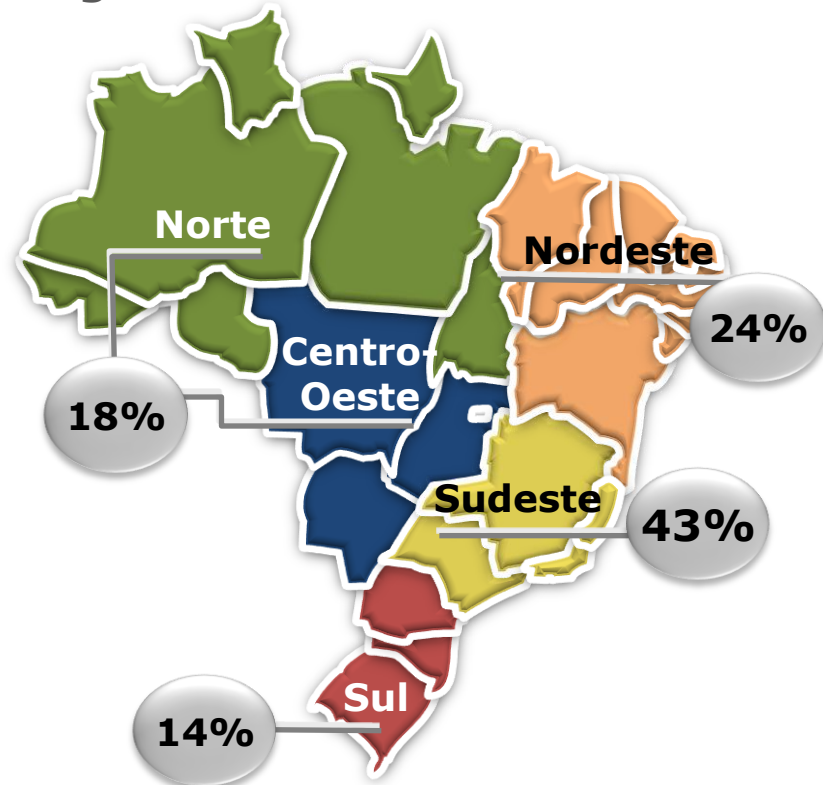 Norte
Nordeste
24%
Centro-
Oeste
18%
Sudeste
43%
Sul
14%